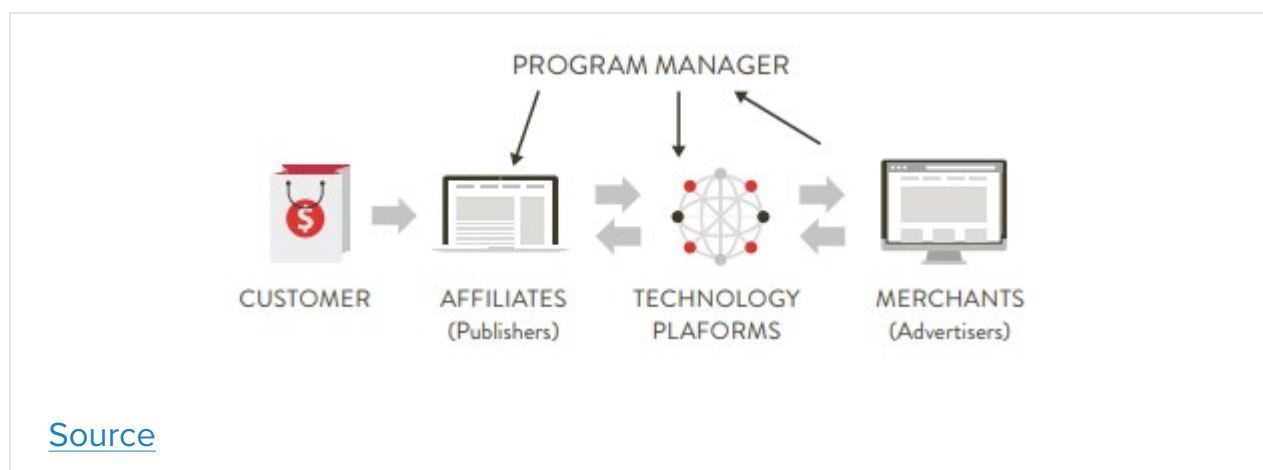 PROGRAM MANAGER
$
CUSTOMER
AFFILIATES
(Publishers)
TECHNOLOGY
PLAFORMS
MERCHANTS
(Advertisers)
Source